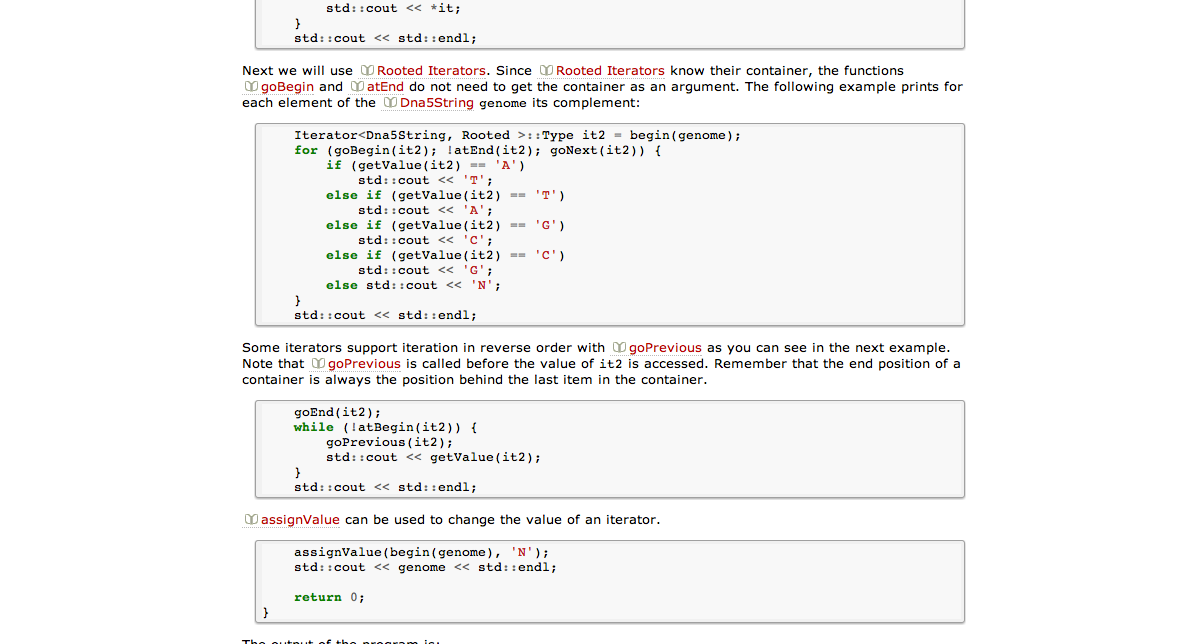 std::cout << *it;
}
std::cout << std::endl;
Next we will use Rooted Iterators. Since Rooted Iterators know their container, the functions
goBegin and atEnd do not need to get the container as an argument. The following example prints for
each element of the Dna5String genome its complement:
Iterator<Dna5String, Rooted >::Type it2 = begin(genome);
for (goBegin(it2); !atEnd(it2); goNext(it2)) {
if (getValue(it2) == 'A')
std::cout << 'T';
else if (getValue(it2) == 'T')
std::cout << 'A';
else if (getValue(it2) == 'G')
std::cout << 'C';
else if (getValue(it2) == 'C')
std::cout << 'G';
else std::cout << 'N';
}
std::cout << std::endl;
Some iterators support iteration in reverse order with goPrevious as you can see in the next example.
Note that goPrevious is called before the value of it2 is accessed. Remember that the end position of a
container is always the position behind the last item in the container.
goEnd(it2);
while (!atBegin(it2)) {
goPrevious(it2);
std::cout << getValue(it2);
}
std::cout << std::endl;
assignValue can be used to change the value of an iterator.
assignValue(begin(genome), 'N');
std::cout << genome << std::endl;
return 0;
}
The output of the program is: